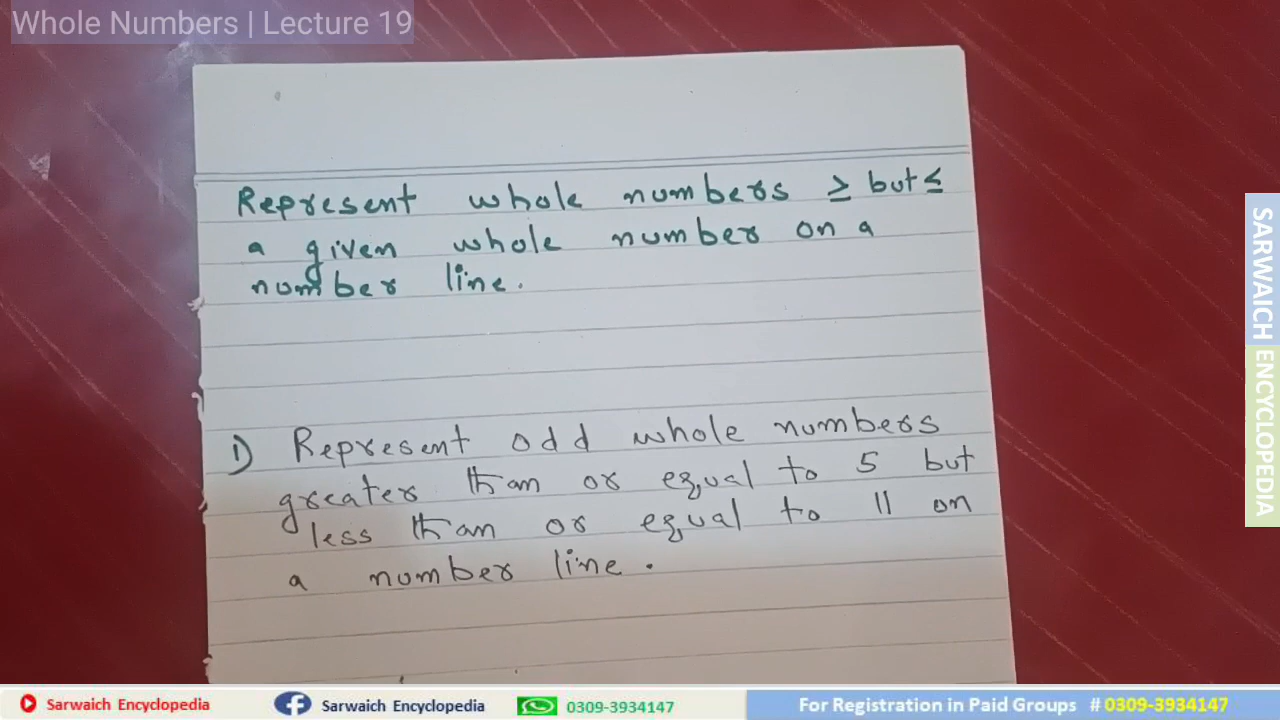 Whole Numbers | Lecture 19
Represent whole numbers ≥ but ≤
a given whole number on a
number line.
1) Represent odd whole numbers
greater than or equal to 5 but
less than or equal to 11 on
a number line.
SARWAICH ENCYCLOPEDIA
Sarwaich Encyclopedia
Sarwaich Encyclopedia
0309-3934147
For Registration in Paid Groups # 0309-3934147